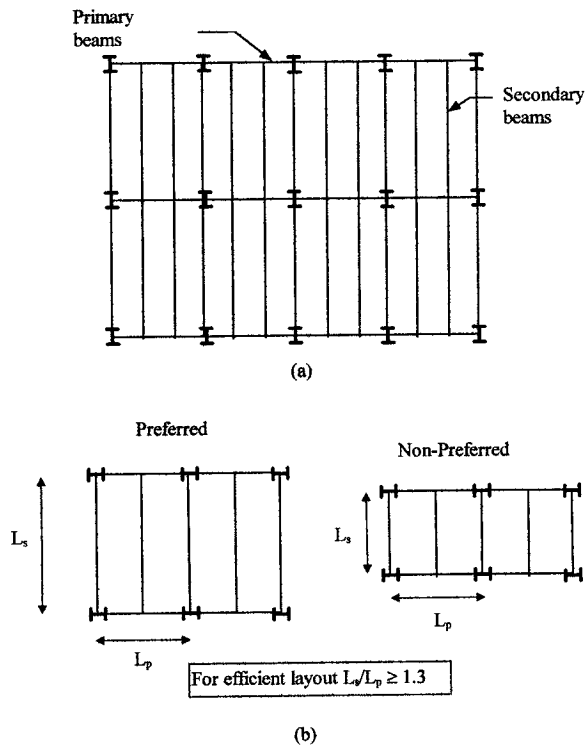 Primary
beams
Secondary
beams
(a)
Preferred
Non-Preferred
Ls
Ls
Lp
Lp
For efficient layout Ls/Lp ≥ 1.3
(b)